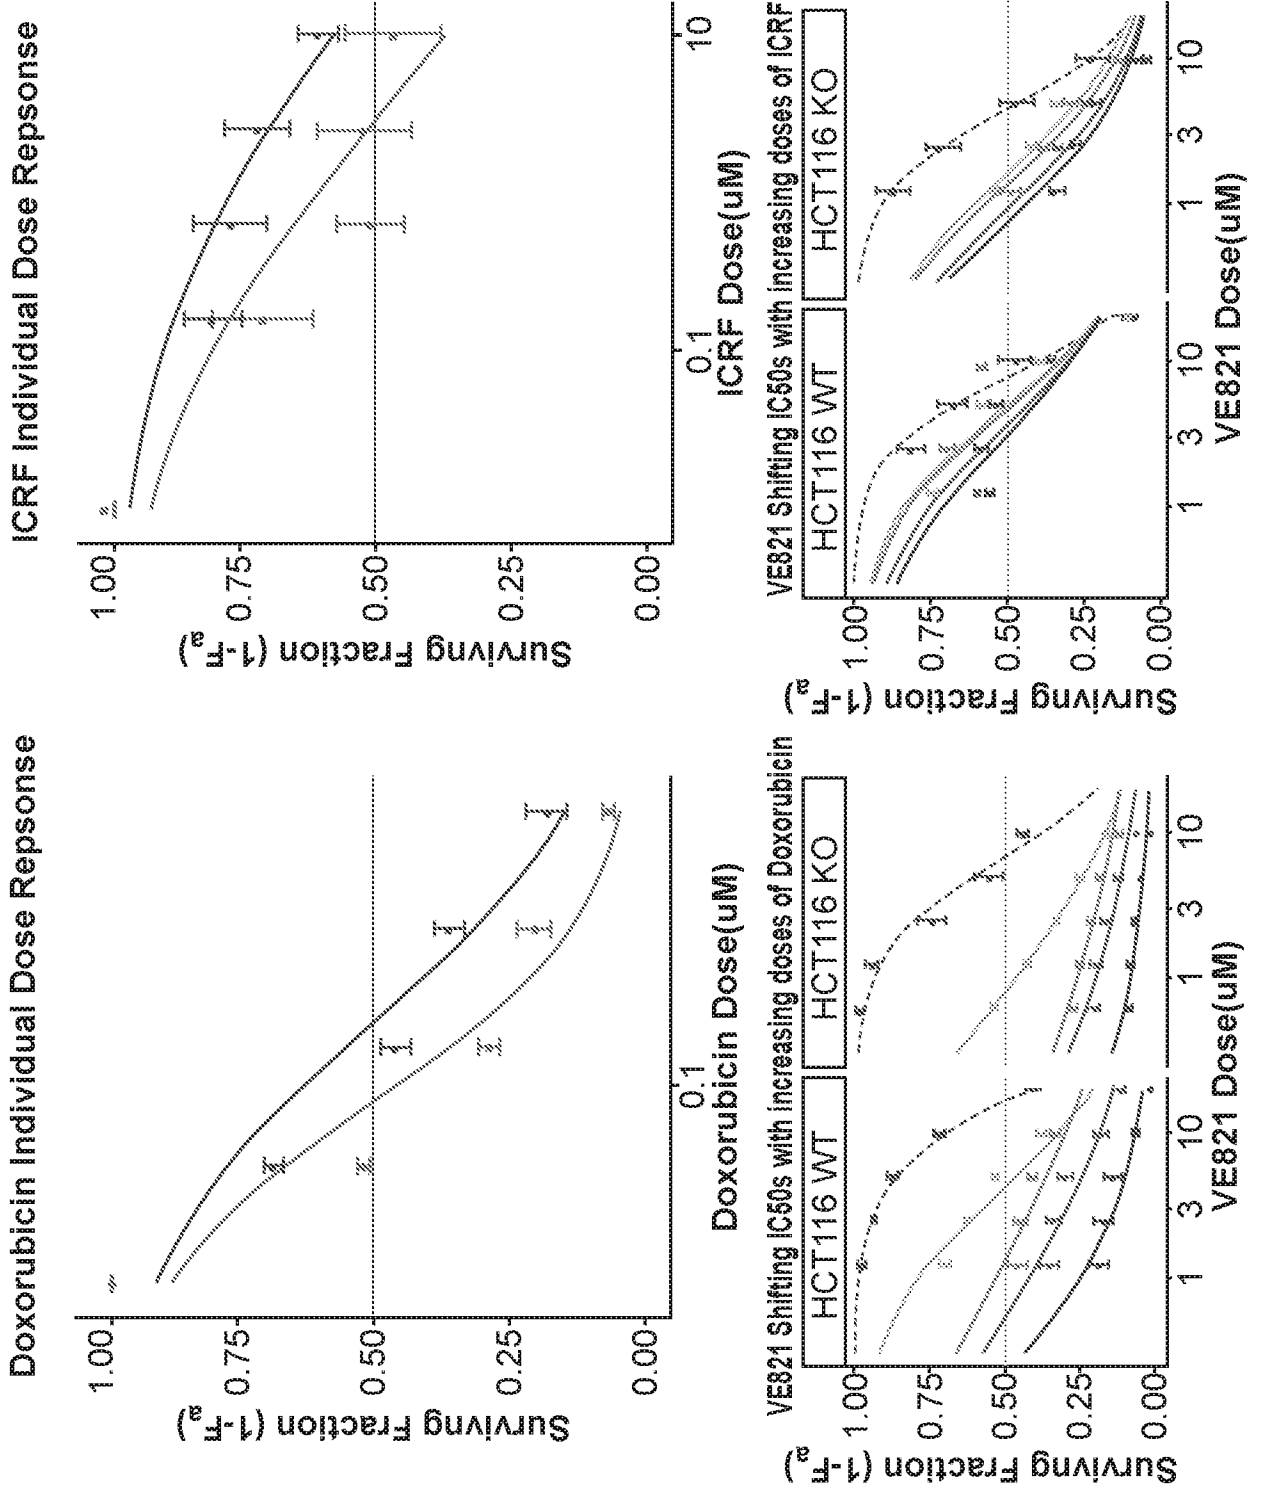 Doxorubicin Individual Dose Repsonse
Survivng Fraction (1-Fa)
1.00
0.75
0.50
0.25
0.00
0.1
Doxorubicin Dose(uM)
ICRF Individual Dose Repsonse
Survivng Fraction (1-Fa)
1.00
0.75
0.50
0.25
0.00
0.1
10
ICRF Dose(uM)
VE821 Shifting IC50s with increasing doses of Doxorubicin
HCT116 WT
HCT116 KO
Survivng Fraction (1-Fa)
1.00
0.75
0.50
0.25
0.00
1
3
10
1
3
10
VE821 Dose(uM)
VE821 Shifting IC50s with increasing doses of ICRF
HCT116 WT
HCT116 KO
Survivng Fraction (1-Fa)
1.00
0.75
0.50
0.25
0.00
1
3
10
1
3
10
VE821 Dose(uM)